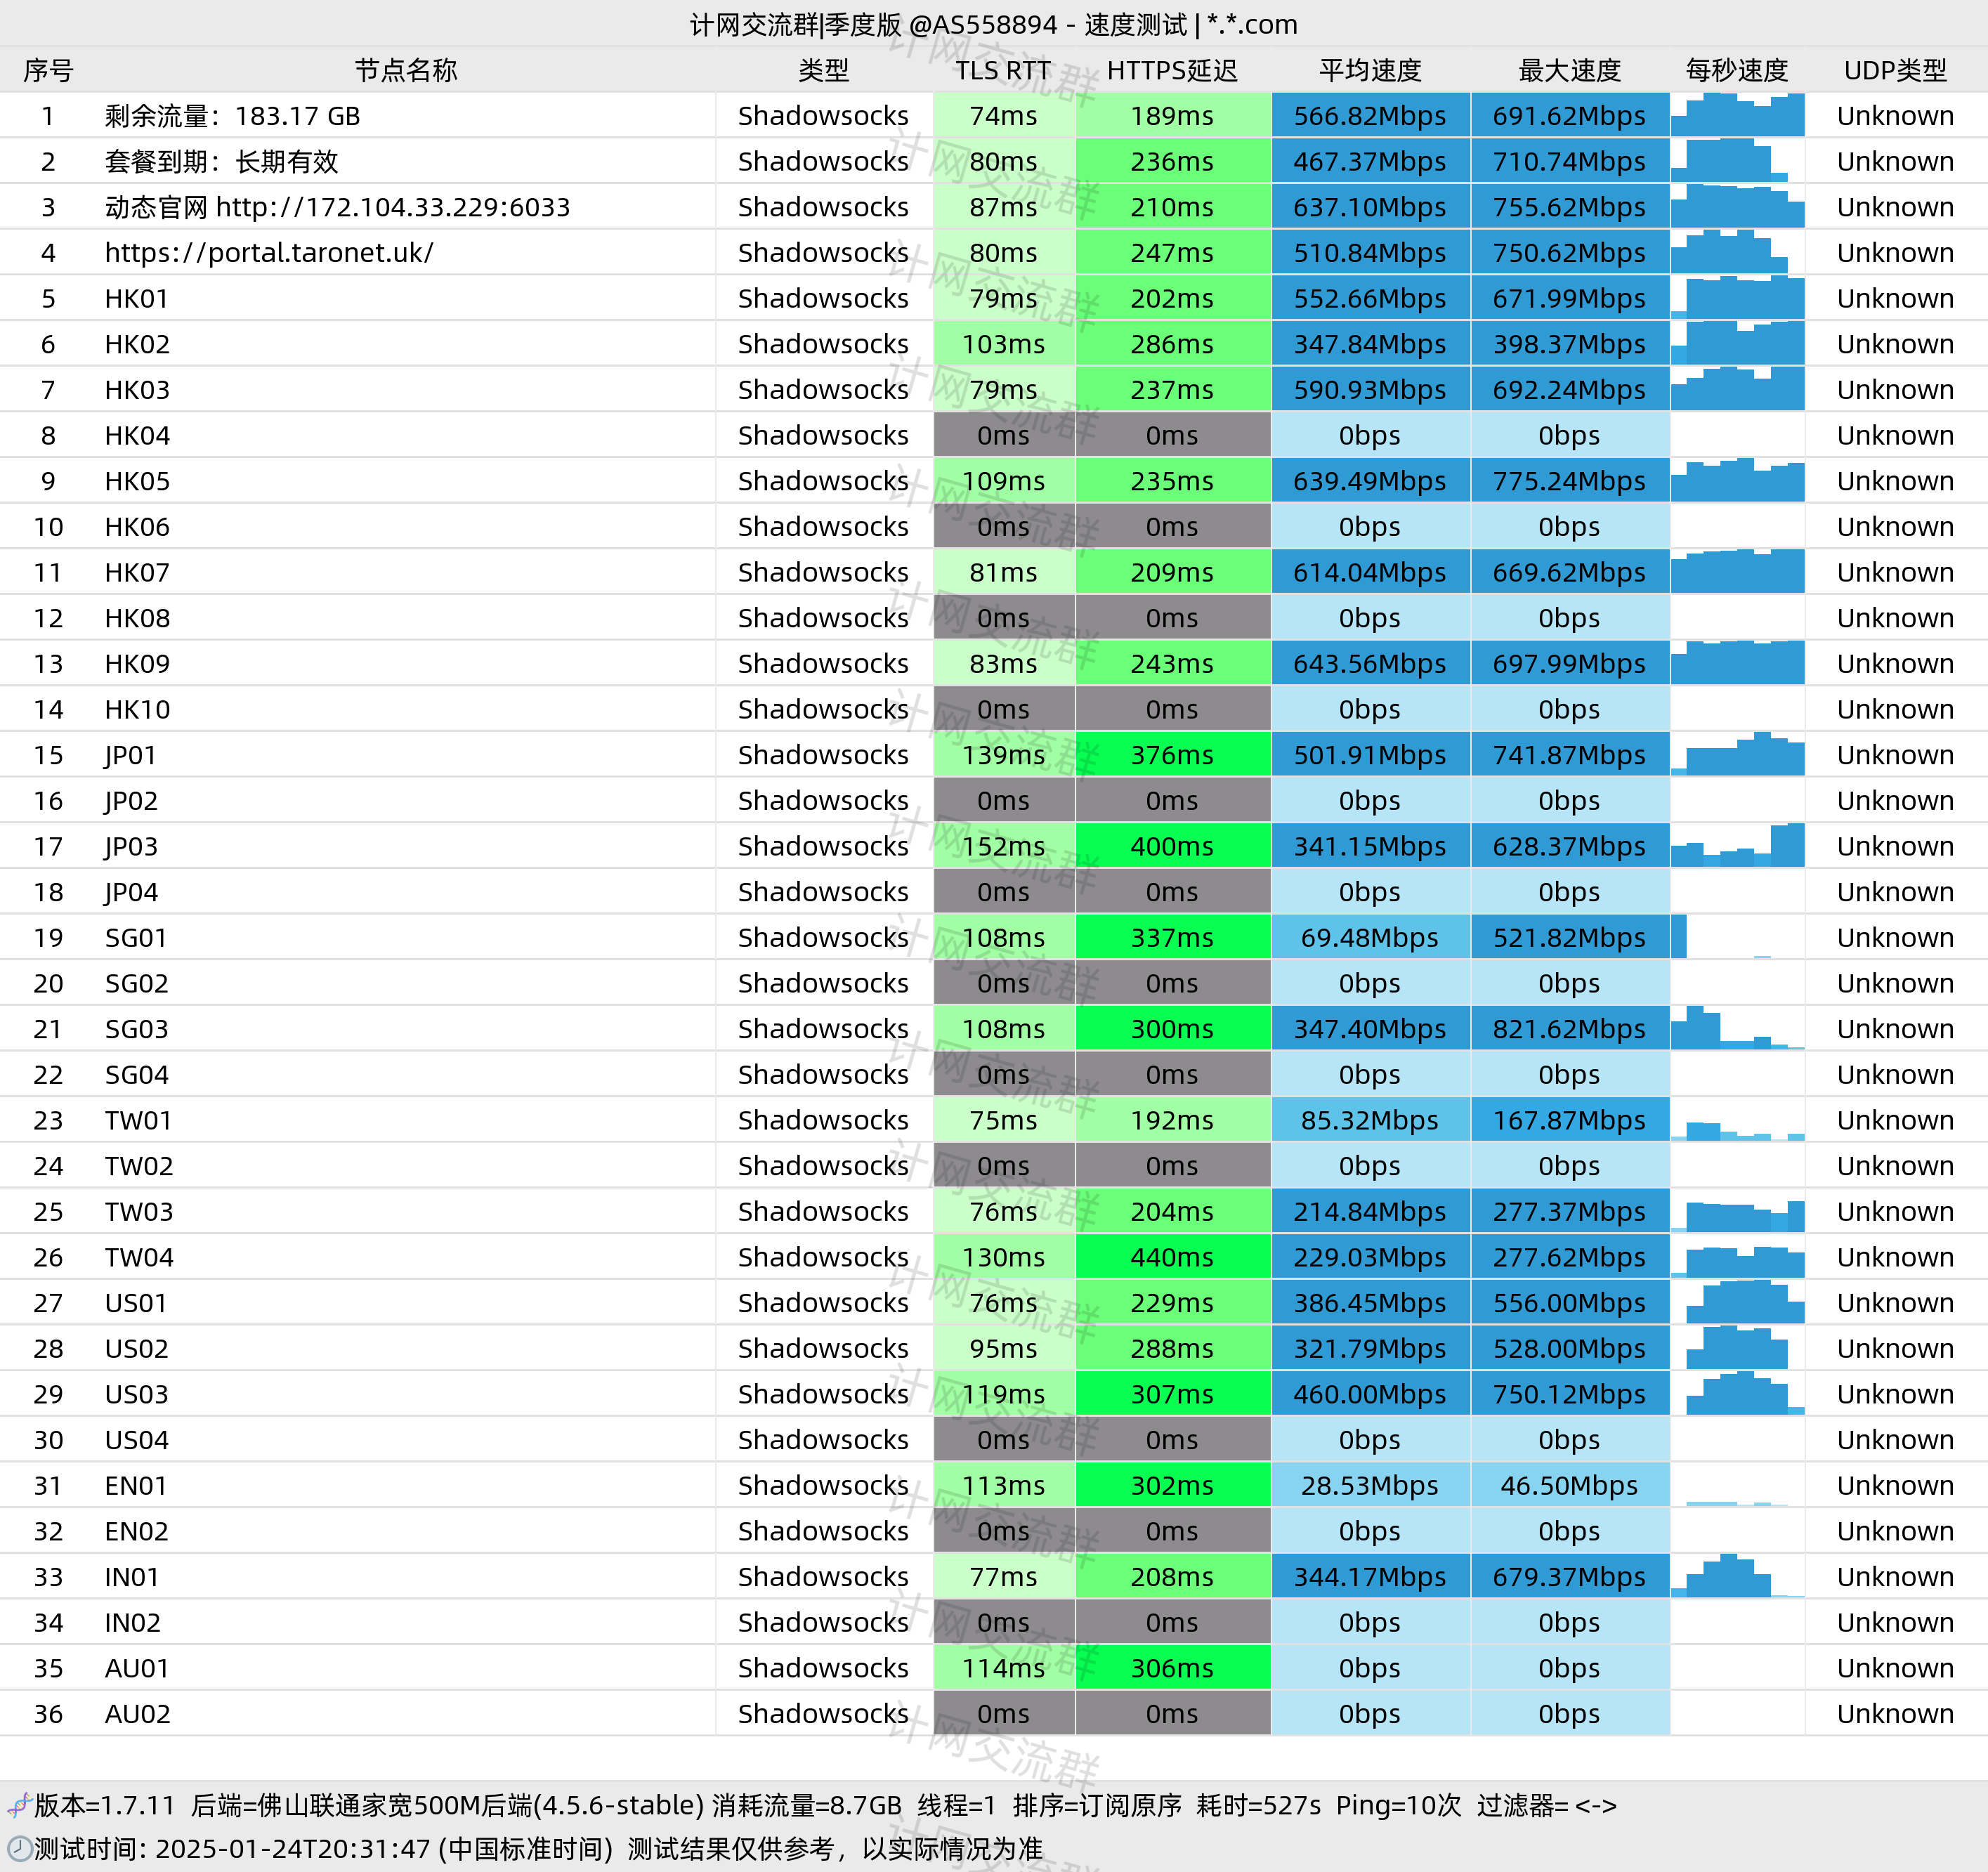 计网交流群|季度版 @AS558894 - 速度测试 | *.*.com
序号 节点名称 类型 TLS RTT HTTPS延迟 平均速度 最大速度 每秒速度 UDP类型
1 剩余流量：183.17 GB Shadowsocks 74ms 189ms 566.82Mbps 691.62Mbps Unknown
2 套餐到期：长期有效 Shadowsocks 80ms 236ms 467.37Mbps 710.74Mbps Unknown
3 动态官网 http://172.104.33.229:6033 Shadowsocks 87ms 210ms 637.10Mbps 755.62Mbps Unknown
4 https://portal.taronet.uk/ Shadowsocks 80ms 247ms 510.84Mbps 750.62Mbps Unknown
5 HK01 Shadowsocks 79ms 202ms 552.66Mbps 671.99Mbps Unknown
6 HK02 Shadowsocks 103ms 286ms 347.84Mbps 398.37Mbps Unknown
7 HK03 Shadowsocks 79ms 237ms 590.93Mbps 692.24Mbps Unknown
8 HK04 Shadowsocks 0ms 0ms 0bps 0bps Unknown
9 HK05 Shadowsocks 109ms 235ms 639.49Mbps 775.24Mbps Unknown
10 HK06 Shadowsocks 0ms 0ms 0bps 0bps Unknown
11 HK07 Shadowsocks 81ms 209ms 614.04Mbps 669.62Mbps Unknown
12 HK08 Shadowsocks 0ms 0ms 0bps 0bps Unknown
13 HK09 Shadowsocks 83ms 243ms 643.56Mbps 697.99Mbps Unknown
14 HK10 Shadowsocks 0ms 0ms 0bps 0bps Unknown
15 JP01 Shadowsocks 139ms 376ms 501.91Mbps 741.87Mbps Unknown
16 JP02 Shadowsocks 0ms 0ms 0bps 0bps Unknown
17 JP03 Shadowsocks 152ms 400ms 341.15Mbps 628.37Mbps Unknown
18 JP04 Shadowsocks 0ms 0ms 0bps 0bps Unknown
19 SG01 Shadowsocks 108ms 337ms 69.48Mbps 521.82Mbps Unknown
20 SG02 Shadowsocks 0ms 0ms 0bps 0bps Unknown
21 SG03 Shadowsocks 108ms 300ms 347.40Mbps 821.62Mbps Unknown
22 SG04 Shadowsocks 0ms 0ms 0bps 0bps Unknown
23 TW01 Shadowsocks 75ms 192ms 85.32Mbps 167.87Mbps Unknown
24 TW02 Shadowsocks 0ms 0ms 0bps 0bps Unknown
25 TW03 Shadowsocks 76ms 204ms 214.84Mbps 277.37Mbps Unknown
26 TW04 Shadowsocks 130ms 440ms 229.03Mbps 277.62Mbps Unknown
27 US01 Shadowsocks 76ms 229ms 386.45Mbps 556.00Mbps Unknown
28 US02 Shadowsocks 95ms 288ms 321.79Mbps 528.00Mbps Unknown
29 US03 Shadowsocks 119ms 307ms 460.00Mbps 750.12Mbps Unknown
30 US04 Shadowsocks 0ms 0ms 0bps 0bps Unknown
31 EN01 Shadowsocks 113ms 302ms 28.53Mbps 46.50Mbps Unknown
32 EN02 Shadowsocks 0ms 0ms 0bps 0bps Unknown
33 IN01 Shadowsocks 77ms 208ms 344.17Mbps 679.37Mbps Unknown
34 IN02 Shadowsocks 0ms 0ms 0bps 0bps Unknown
35 AU01 Shadowsocks 114ms 306ms 0bps 0bps Unknown
36 AU02 Shadowsocks 0ms 0ms 0bps 0bps Unknown
版本=1.7.11 后端=佛山联通家宽500M后端(4.5.6-stable) 消耗流量=8.7GB 线程=1 排序=订阅原序 耗时=527s Ping=10次 过滤器= <->
测试时间: 2025-01-24T20:31:47 (中国标准时间) 测试结果仅供参考，以实际情况为准
计网交流群